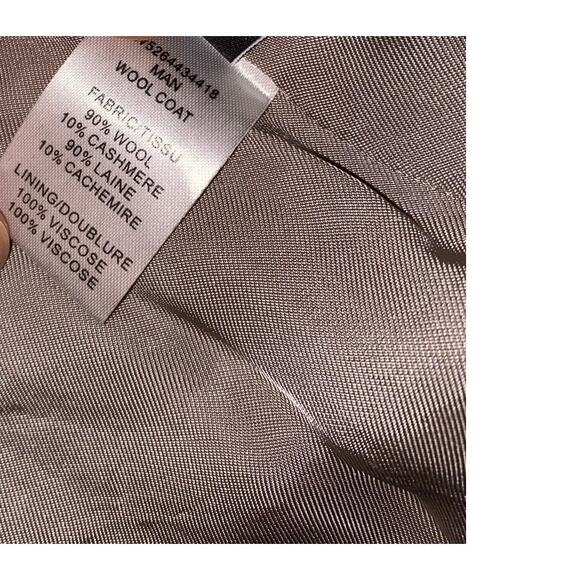 5264434418
MAN
WOOL COAT
FABRIC/TISSU
90% WOOL
10% CASHMERE
90% LAINE
10% CACHEMIRE
LINING/DOUBLURE
100% VISCOSE
100% VISCOSE